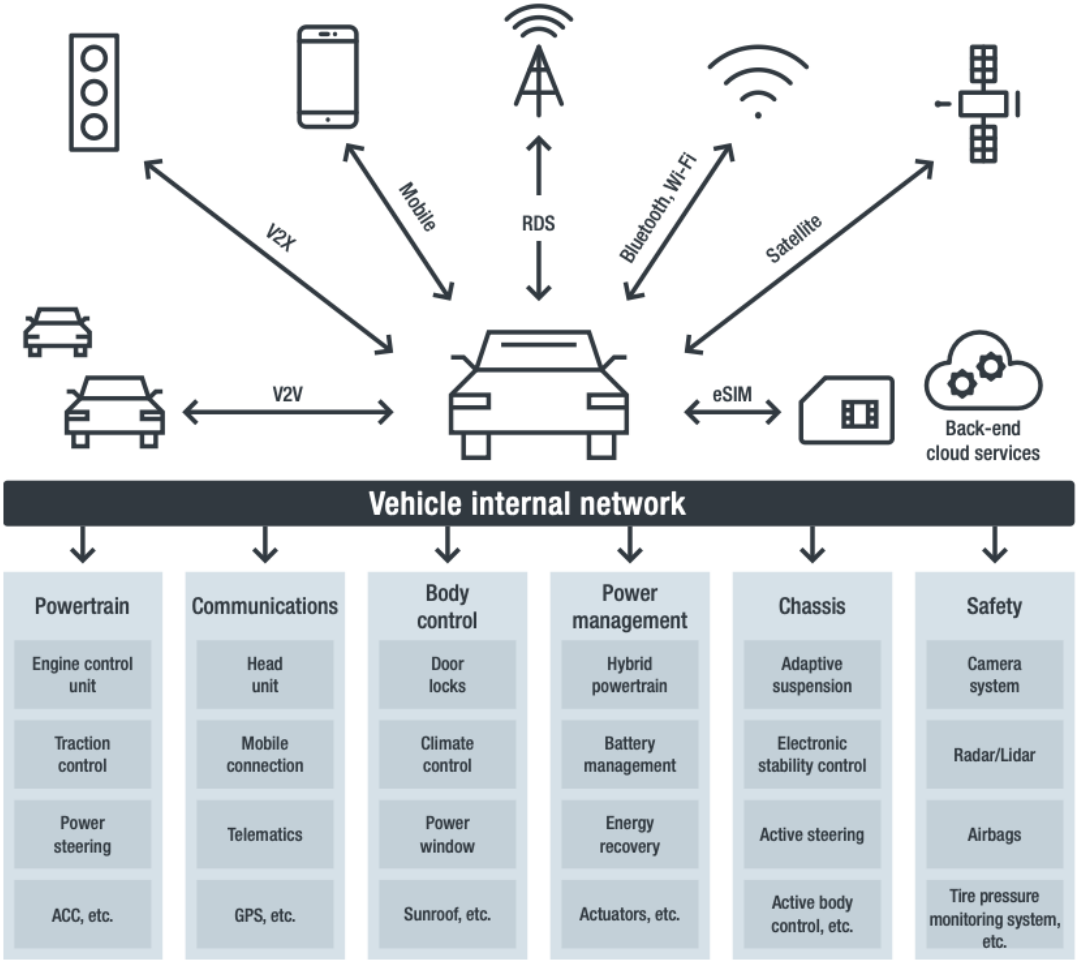 V2X
Mobile
RDS
Bluetooth, Wi-Fi
Satellite
V2V
eSIM
Back-end
cloud services
Vehicle internal network
Powertrain
Engine control
unit
Traction
control
Power
steering
ACC, etc.
Communications
Head
unit
Mobile
connection
Telematics
GPS, etc.
Body
control
Door
locks
Climate
control
Power
window
Sunroof, etc.
Power
management
Hybrid
powertrain
Battery
management
Energy
recovery
Actuators, etc.
Chassis
Adaptive
suspension
Electronic
stability control
Active steering
Active body
control, etc.
Safety
Camera
system
Radar/Lidar
Airbags
Tire pressure
monitoring system,
etc.